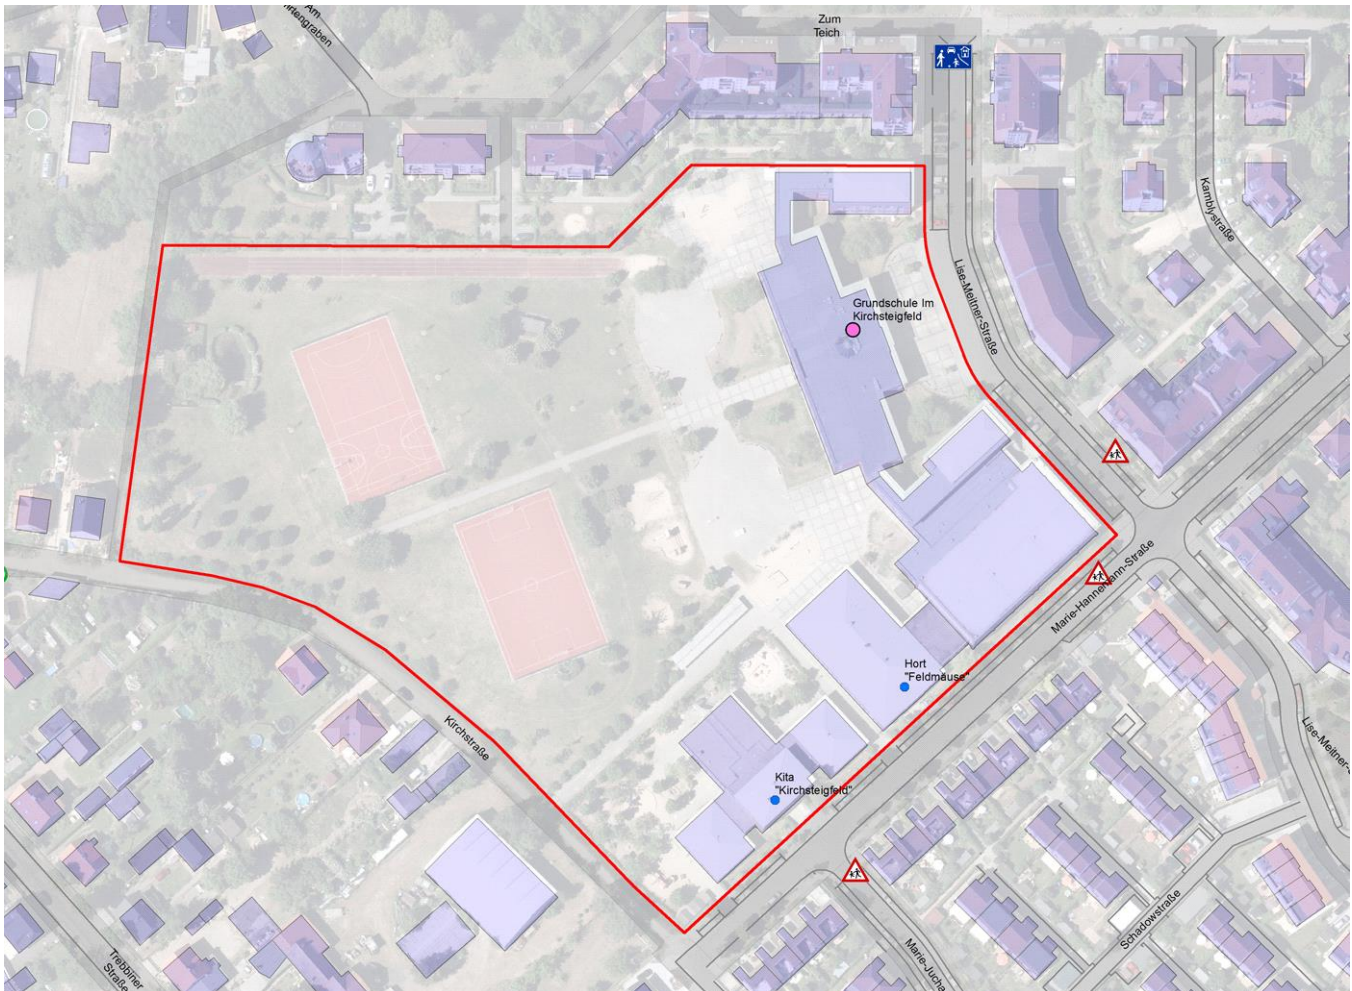 Am
Hirtengraben
Zum
Teich
Kamblystraße
Lise-Meitner-Straße
Grundschule Im
Kirchsteigfeld
Marie-Hannemann-Straße
Hort
"Feldmäuse"
Kirchstraße
Lise-Meitner-S
Kita
"Kirchsteigfeld"
Schadowstraße
Trebbiner
Straße
Marie-Jucha